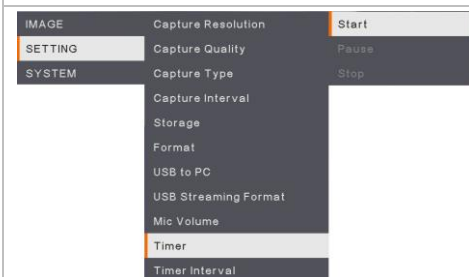 IMAGE
SETTING
SYSTEM
Capture Resolution
Capture Quality
Capture Type
Capture Interval
Storage
Format
USB to PC
USB Streaming Format
Mic Volume
Timer
Timer Interval
Start
Pause
Stop